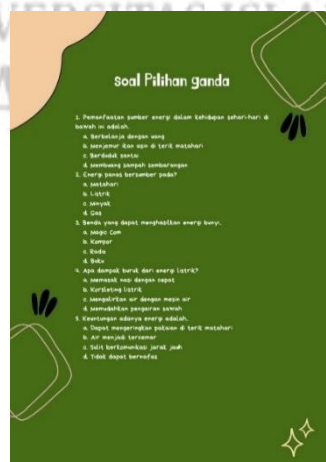 Soal Pilihan ganda
1. Pemanfaatan sumber energi dalam kehidupan sehari-hari di
bawah ini adalah.
a. Berbelanja dengan uang
b. Menjemur ikan asin di terik matahari
c. Berduduk santai
d. Membuang sampah sembarangan
2. Energi panas bersumber pada?
a. Matahari
b. Listrik
c. Minyak
d. Gas
3. Benda yang dapat menghasilkan energi bunyi.
a. Magic Com
b. Kompor
c. Radio
d. Buku
4. Apa dampak buruk dari energi listrik?
a. Memasak nasi dengan cepat
b. Korsleting listrik
c. Mengalirkan air dengan mesin air
d. Memudahkan pengairan sawah
5. Keuntungan adanya energi adalah.
a. Dapat mengeringkan pakaian di terik matahari
b. Air menjadi tercemar
c. Sulit berkomunikasi jarak jauh
d. Tidak dapat bernafas